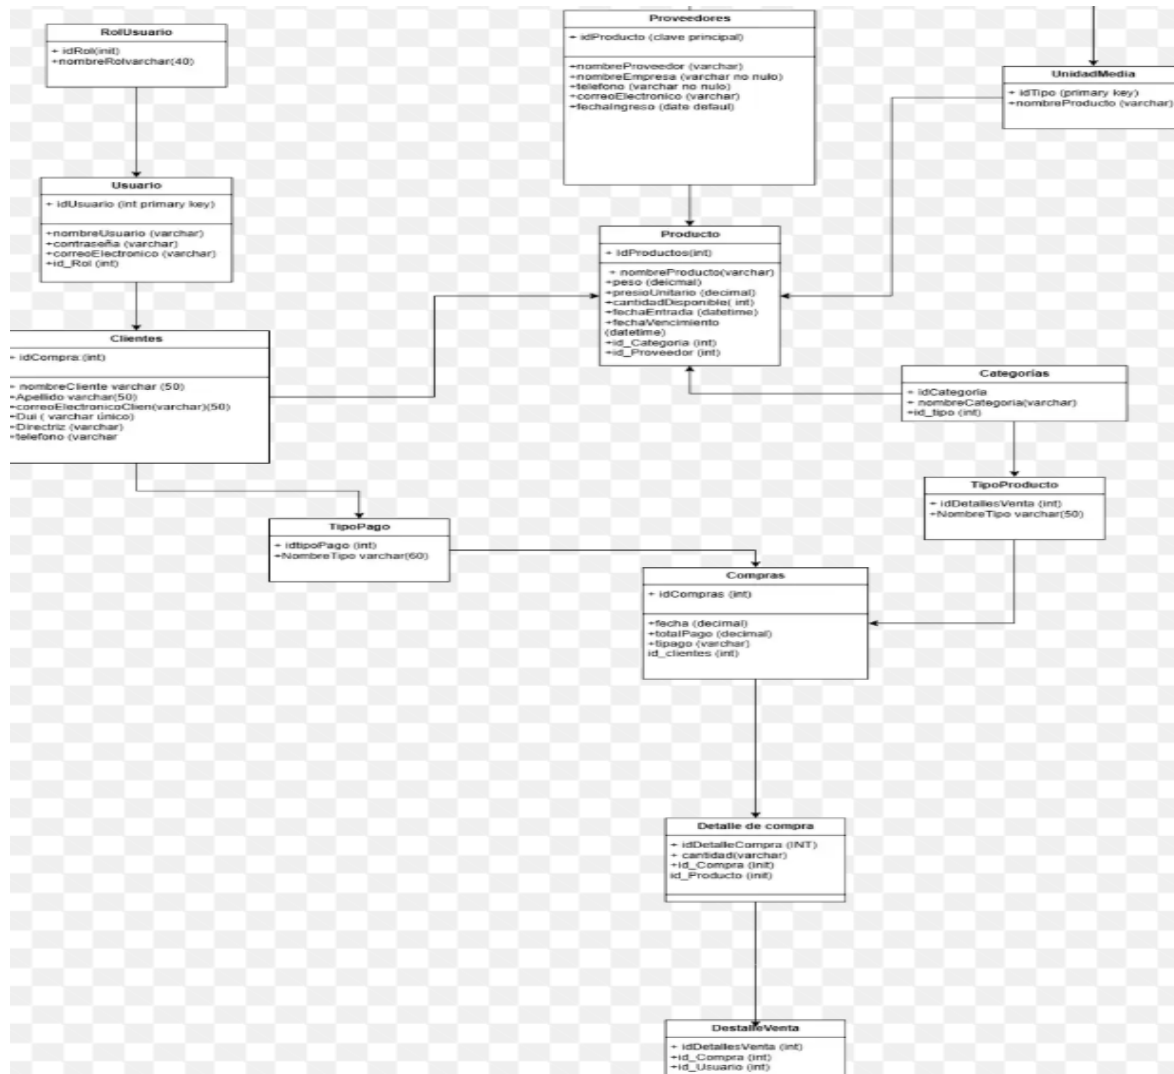 RolUsuario
+ idRol(init)
+nombreRolvarchar(40)
Proveedores
+ idProducto (clave principal)
+nombreProveedor (varchar)
+nombreEmpresa (varchar no nulo)
+telefono (varchar no nulo)
+correoElectronico (varchar)
+fechaIngreso (date defaul)
UnidadMedia
+ idTipo (primary key)
+nombreProducto (varchar)
Usuario
+ idUsuario (int primary key)
+nombreUsuario (varchar)
+contraseña (varchar)
+correoElectronico (varchar)
+id_Rol (int)
Producto
+ idProductos(int)
+ nombreProducto(varchar)
+peso (deicmal)
+presioUnitario (decimal)
+cantidadDisponible( int)
+fechaEntrada (datetime)
+fechaVencimiento
(datetime)
+id_Categoria (int)
+id_Proveedor (int)
Clientes
+ idCompra (int)
+ nombreCliente varchar (50)
+Apellido varchar(50)
+correoElectronicoClien(varchar)(50)
+Dui ( varchar único)
+Directriz (varchar)
+telefono (varchar
Categorías
+ idCategoria
+ nombreCategoria(varchar)
+id_tipo (int)
TipoProducto
+ idDetallesVenta (int)
+NombreTipo varchar(50)
TipoPago
+ idtipoPago (int)
+NombreTipo varchar(60)
Compras
+ idCompras (int)
+fecha (decimal)
+totalPago (decimal)
+tipago (varchar)
id_clientes (int)
Detalle de compra
+ idDetalleCompra (INT)
+ cantidad(varchar)
+id_Compra (init)
id_Producto (init)
DestalleVenta
+ idDetallesVenta (int)
+id_Compra (int)
+id_Usuario (int)